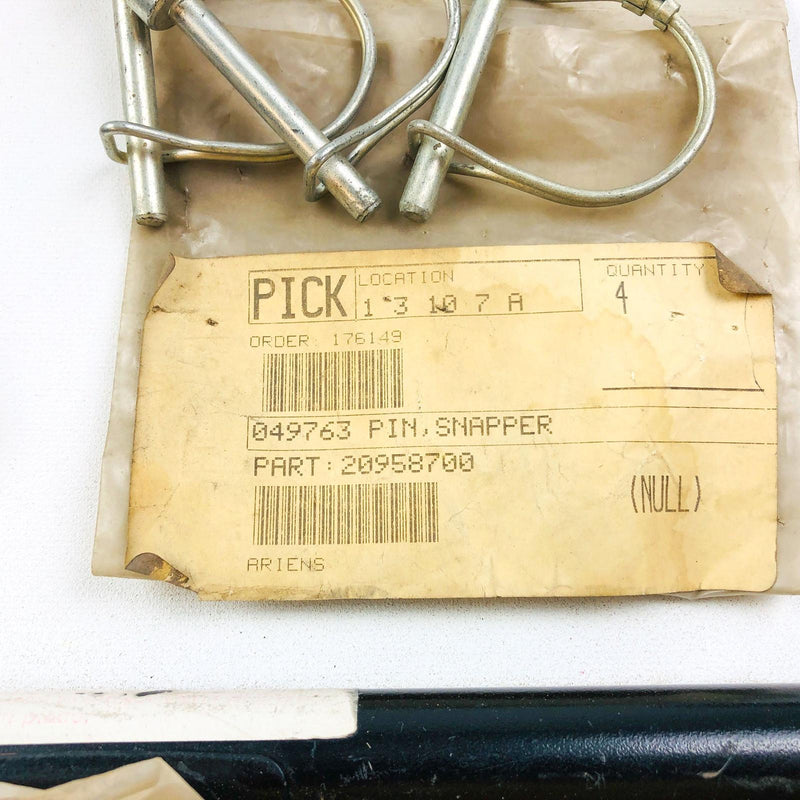 PICK LOCATION QUANTITY
1 3 10 7 A 4
ORDER: 176149
049763 PIN,SNAPPER
PART:20958700
(NULL)
ARIENS